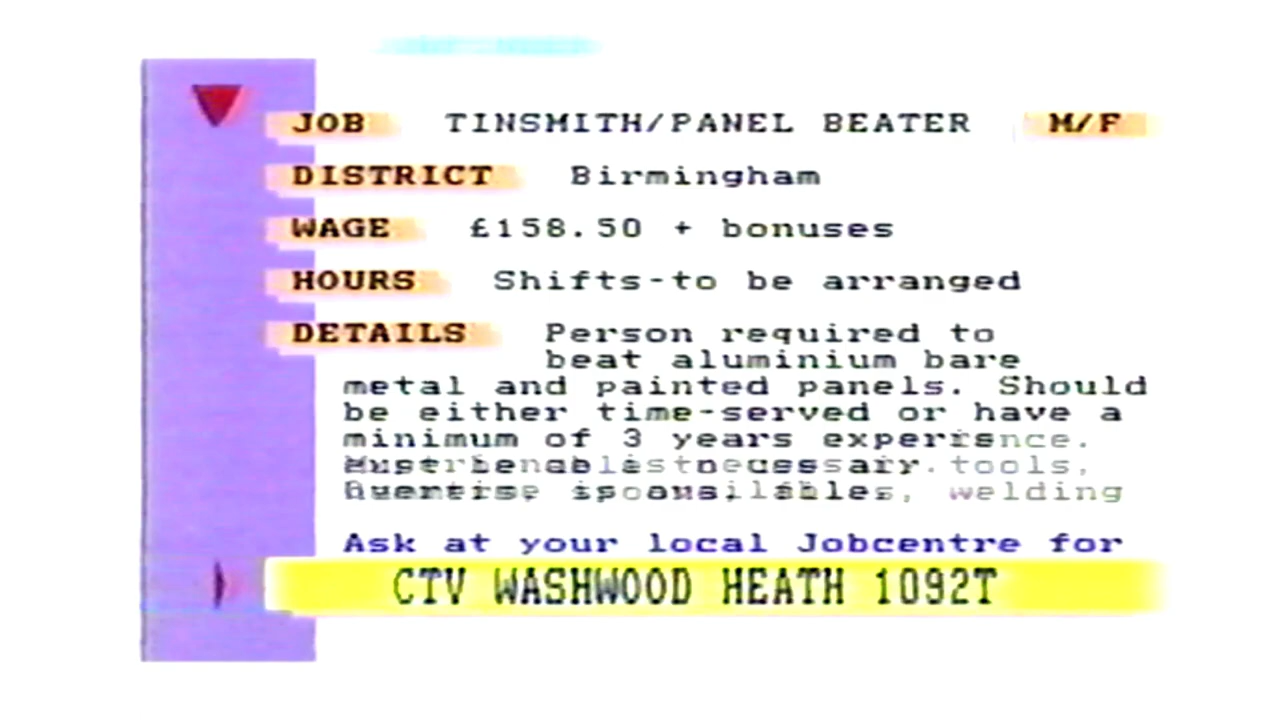 JOB TINSMITH/PANEL BEATER M/F
DISTRICT Birmingham
WAGE £158.50 + bonuses
HOURS Shifts-to be arranged
DETAILS Person required to
beat aluminium bare
metal and painted panels. Should
be either time-served or have a
minimum of 3 years
tools,
welding
Ask at your local Jobcentre for
CTV WASHWOOD HEATH 1092T